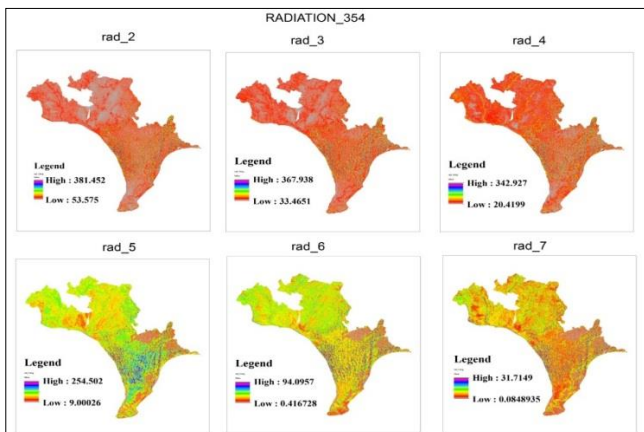 RADIATION_354
rad_2
rad_3
rad_4
Legend
High : 381.452
Low : 53.575
Legend
High : 367.938
Low : 33.4651
Legend
High : 342.927
Low : 20.4199
rad_5
rad_6
rad_7
Legend
High : 254.502
Low : 9.00026
Legend
High : 94.0957
Low : 0.416728
Legend
High : 31.7149
Low : 0.0848935